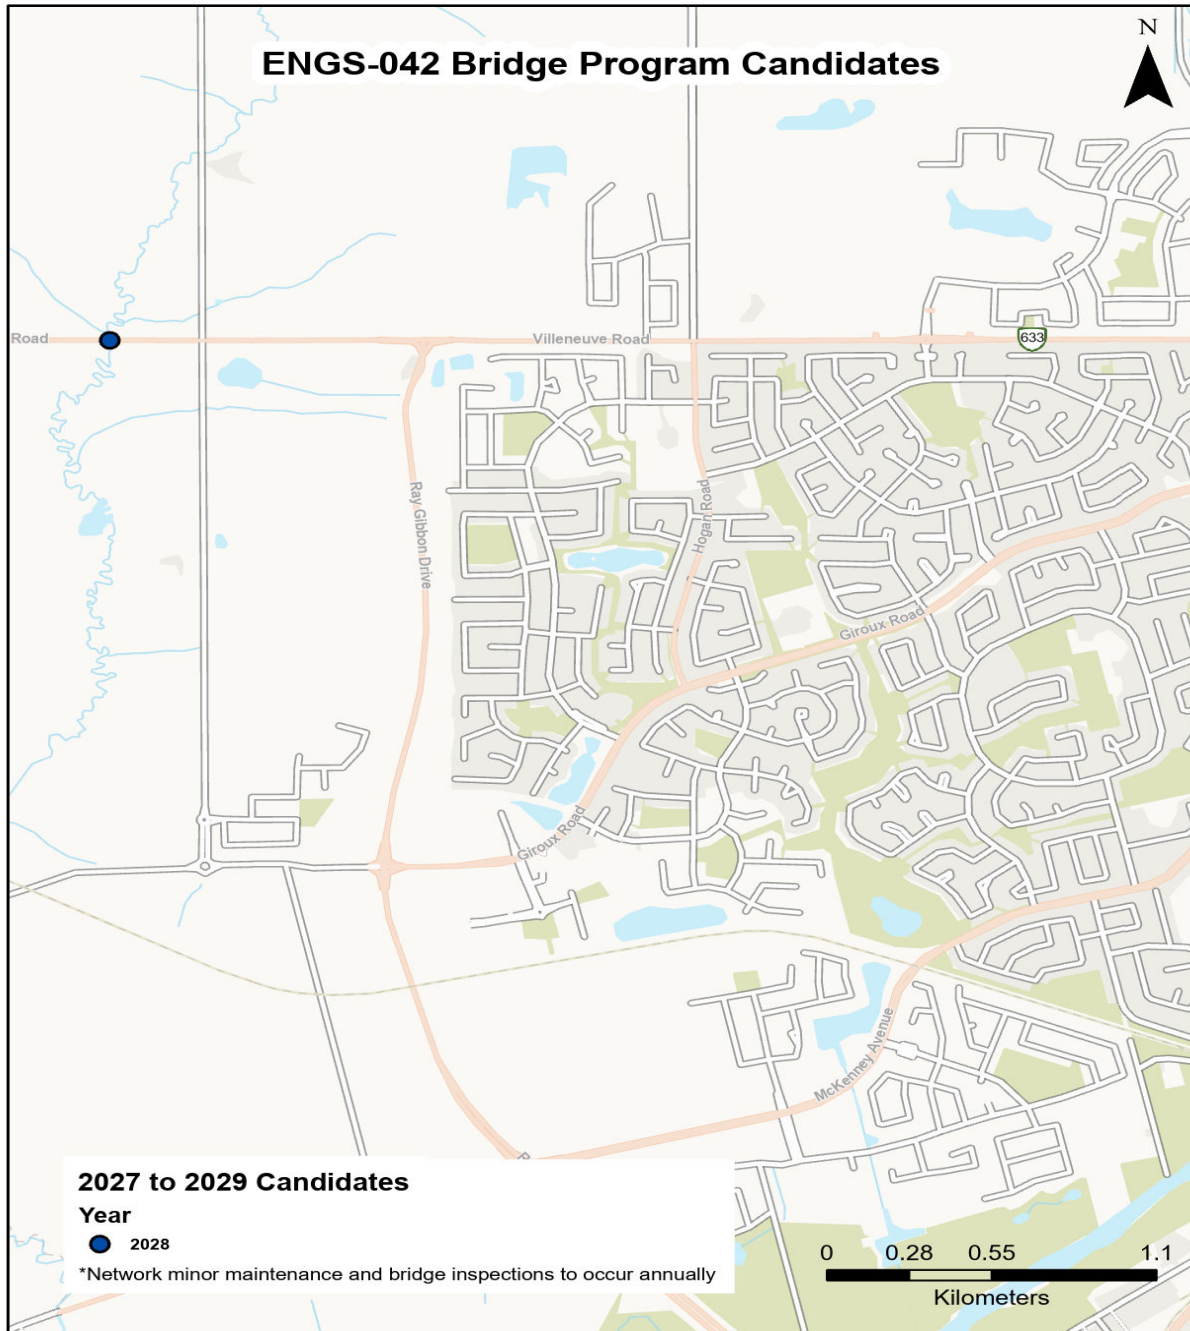 N
ENGS-042 Bridge Program Candidates
Road
Villeneuve Road
633
Ray Gibbon Drive
Hogan Road
Giroux Road
Giroux Road
McKenney Avenue
2027 to 2029 Candidates
Year
2028
*Network minor maintenance and bridge inspections to occur annually
0 0.28 0.55 1.1
Kilometers